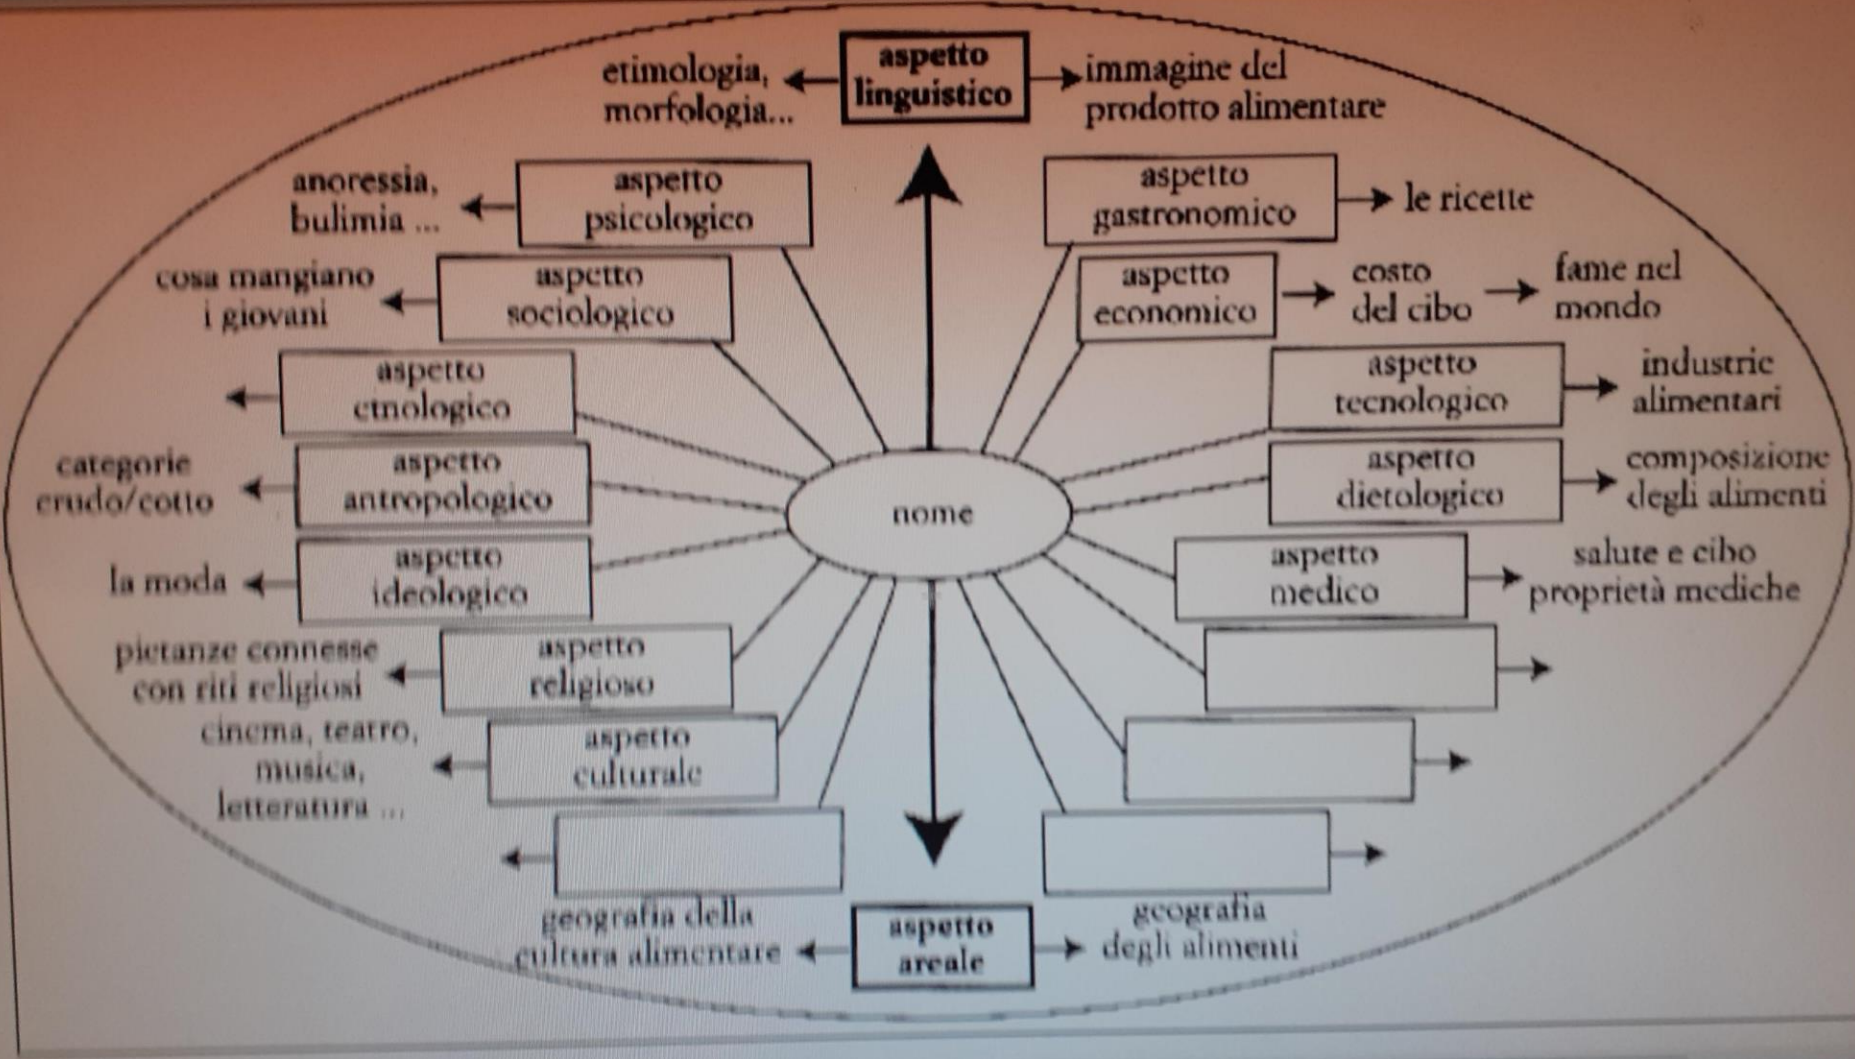 aspetto
linguistico
etimologia,
morfologia...
immagine del
prodotto alimentare
anoressia,
bulimia ...
aspetto
psicologico
aspetto
gastronomico
le ricette
cosa mangiano
i giovani
aspetto
sociologico
aspetto
economico
costo
del cibo
fame nel
mondo
aspetto
etnologico
aspetto
tecnologico
industrie
alimentari
categorie
crudo/cotto
aspetto
antropologico
nome
aspetto
dietologico
composizione
degli alimenti
la moda
aspetto
ideologico
aspetto
medico
salute e cibo
proprietà mediche
pietanze connesse
con riti religiosi
aspetto
religioso
cinema, teatro,
musica,
letteratura ...
aspetto
culturale
geografia della
cultura alimentare
aspetto
areale
geografia
degli alimenti